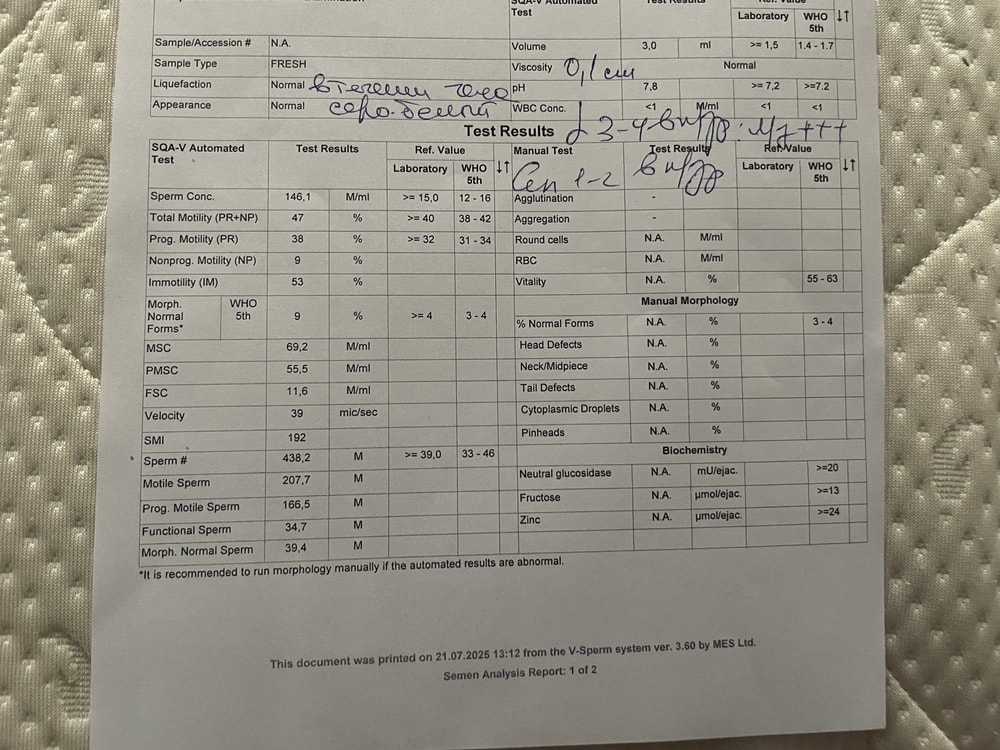 SQA-V Automated Test Test Results Ref. Value
Laboratory WHO 5th ↓↑
Sample/Accession # N.A. Volume 3,0 ml >= 1,5 1.4 - 1.7
Sample Type FRESH Viscosity 0,1 cm Normal
Liquefaction Normal в течении часа pH 7,8 >= 7,2 >=7.2
Appearance Normal серо-белый WBC Conc. <1 M/ml <1 <1
Test Results L 3-4 в п/зр. +++
SQA-V Automated Test Test Results Ref. Value Manual Test Test Results Ref. Value
Laboratory WHO 5th ↓↑ 1-2 в п/зр Laboratory WHO 5th ↓↑
Sperm Conc. 146,1 M/ml >= 15,0 12 - 16 Agglutination -
Total Motility (PR+NP) 47 % >= 40 38 - 42 Aggregation -
Prog. Motility (PR) 38 % >= 32 31 - 34 Round cells N.A. M/ml
Nonprog. Motility (NP) 9 % RBC N.A. M/ml
Immotility (IM) 53 % Vitality N.A. % 55 - 63
Morph. Normal Forms* WHO 5th 9 % >= 4 3 - 4 Manual Morphology
% Normal Forms N.A. % 3 - 4
MSC 69,2 M/ml Head Defects N.A. %
PMSC 55,5 M/ml Neck/Midpiece N.A. %
FSC 11,6 M/ml Tail Defects N.A. %
Velocity 39 mic/sec Cytoplasmic Droplets N.A. %
SMI 192 Pinheads N.A. %
Sperm # 438,2 M >= 39,0 33 - 46 Biochemistry
Motile Sperm 207,7 M Neutral glucosidase N.A. mU/ejac. >=20
Prog. Motile Sperm 166,5 M Fructose N.A. µmol/ejac. >=13
Functional Sperm 34,7 M Zinc N.A. µmol/ejac. >=24
Morph. Normal Sperm 39,4 M
*It is recommended to run morphology manually if the automated results are abnormal.
This document was printed on 21.07.2025 13:12 from the V-Sperm system ver. 3.60 by MES Ltd.
Semen Analysis Report: 1 of 2